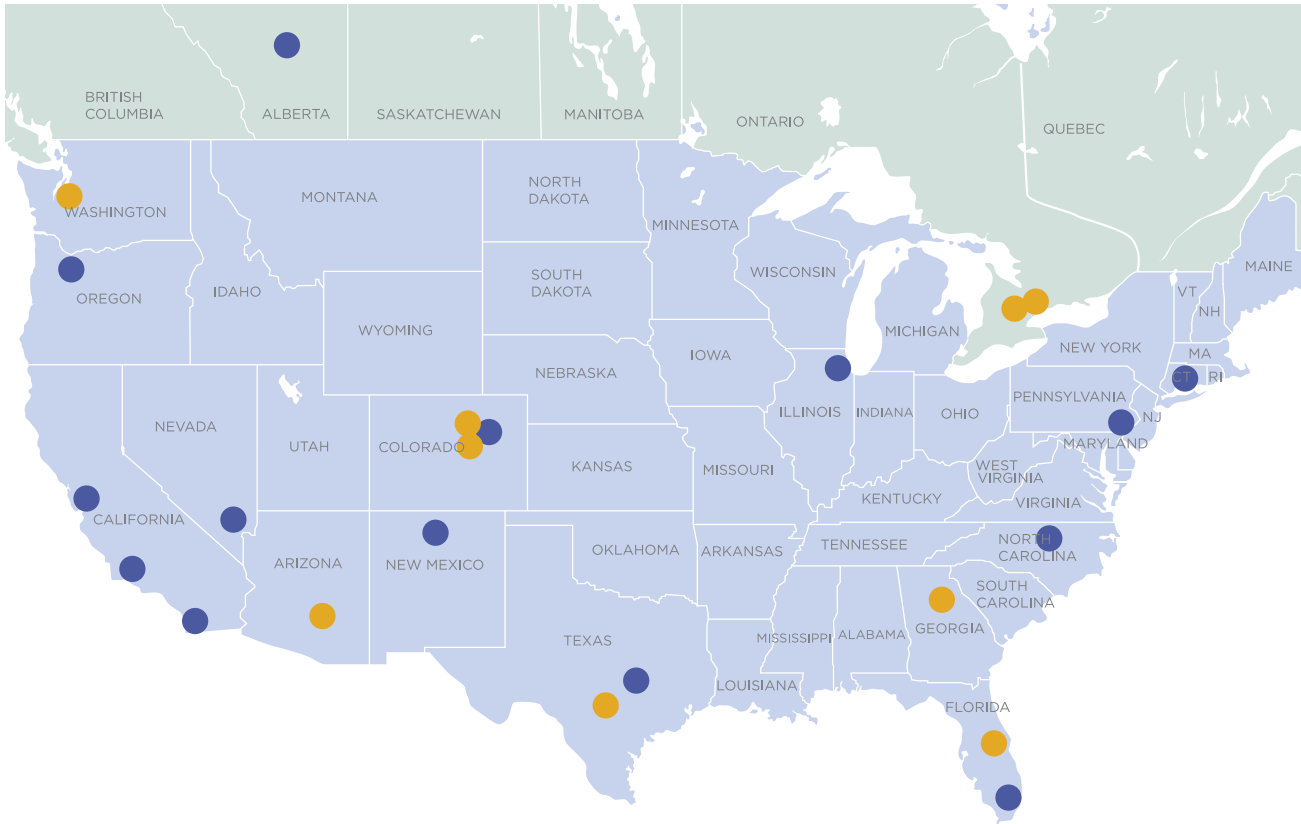 BRITISH
COLUMBIA
ALBERTA
SASKATCHEWAN
MANITOBA
ONTARIO
QUEBEC
WASHINGTON
MONTANA
NORTH
DAKOTA
MINNESOTA
MAINE
OREGON
IDAHO
SOUTH
DAKOTA
WISCONSIN
VT
NH
WYOMING
MICHIGAN
NEW YORK
MA
IOWA
NEBRASKA
CT
RI
PENNSYLVANIA
NEVADA
UTAH
COLORADO
ILLINOIS
INDIANA
OHIO
NJ
MARYLAND
KANSAS
MISSOURI
WEST
VIRGINIA
KENTUCKY
VIRGINIA
CALIFORNIA
ARIZONA
NEW MEXICO
OKLAHOMA
ARKANSAS
TENNESSEE
NORTH
CAROLINA
SOUTH
CAROLINA
TEXAS
MISSISSIPPI
ALABAMA
GEORGIA
LOUISIANA
FLORIDA